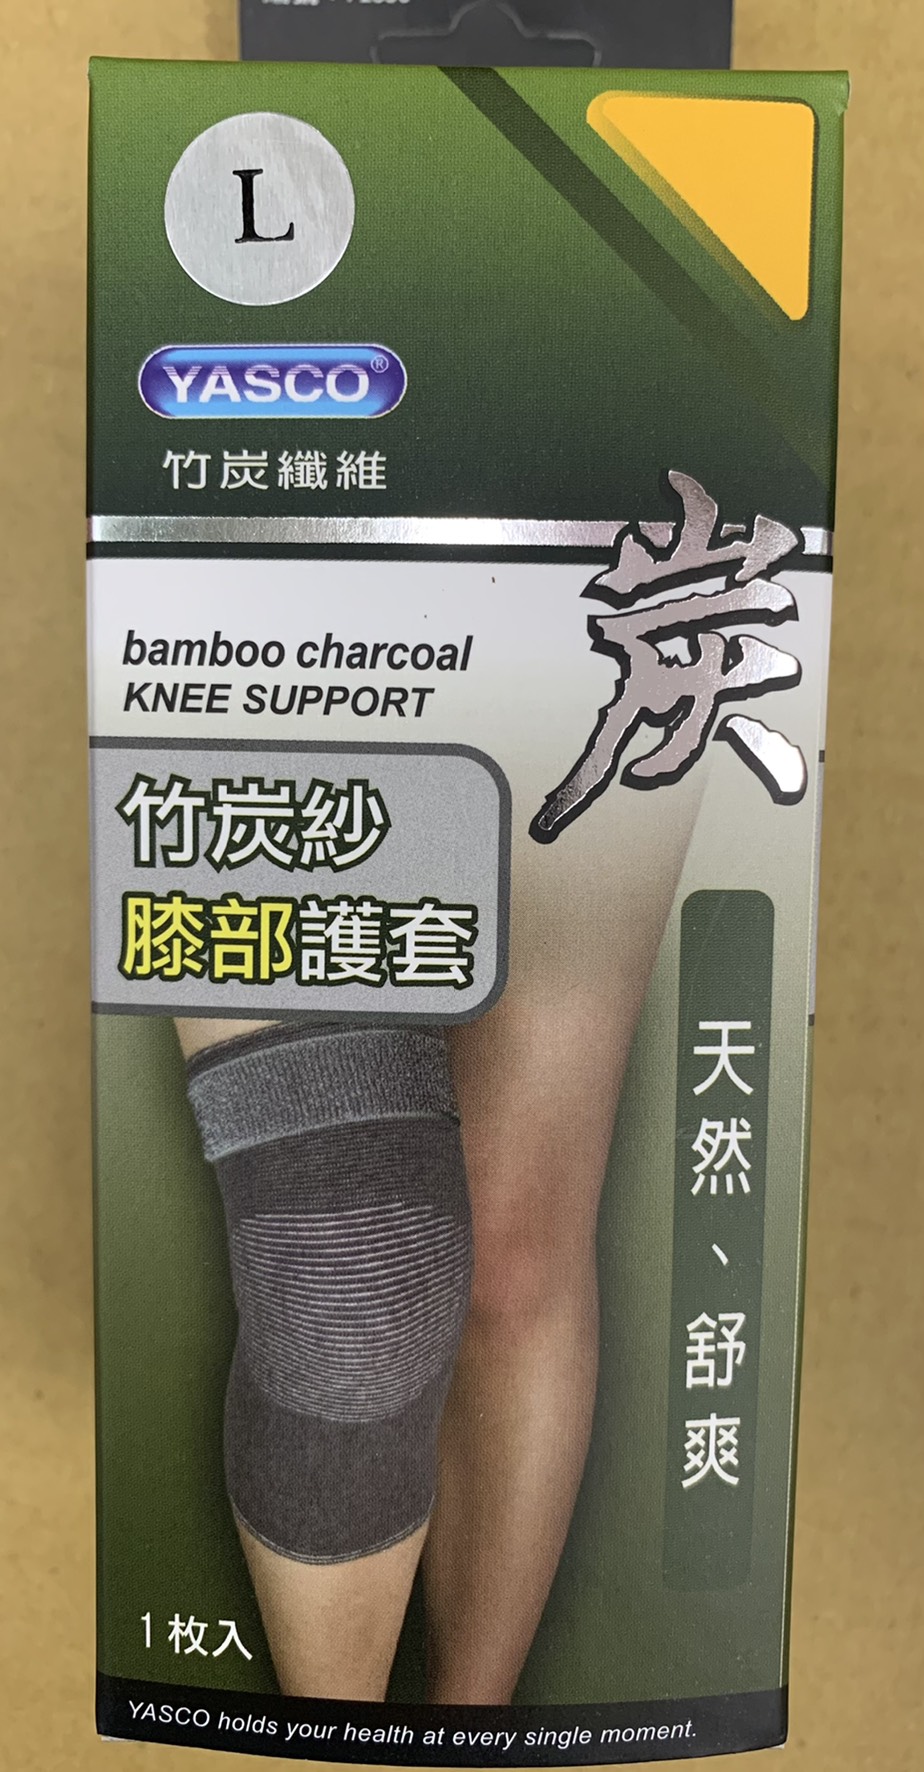 L
YASCO®
竹炭纖維
炭
bamboo charcoal
KNEE SUPPORT
竹炭紗
膝部護套
天然、舒爽
1枚入
YASCO holds your health at every single moment.